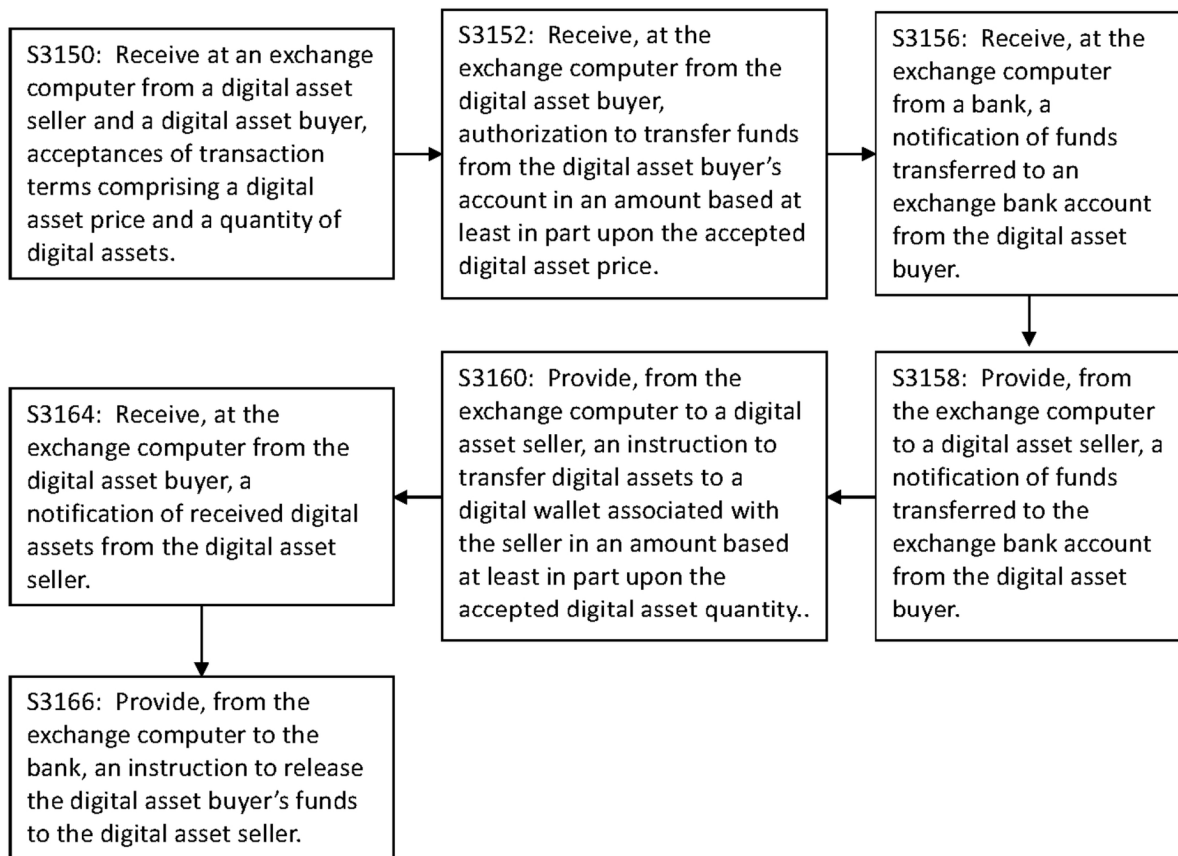 S3150: Receive at an exchange
computer from a digital asset
seller and a digital asset buyer,
acceptances of transaction
terms comprising a digital
asset price and a quantity of
digital assets.
S3152: Receive, at the
exchange computer from the
digital asset buyer,
authorization to transfer funds
from the digital asset buyer's
account in an amount based at
least in part upon the accepted
digital asset price.
S3156: Receive, at the
exchange computer
from a bank, a
notification of funds
transferred to an
exchange bank account
from the digital asset
buyer.
S3158: Provide, from
the exchange computer
to a digital asset seller, a
notification of funds
transferred to the
exchange bank account
from the digital asset
buyer.
S3160: Provide, from the
exchange computer to a digital
asset seller, an instruction to
transfer digital assets to a
digital wallet associated with
the seller in an amount based
at least in part upon the
accepted digital asset quantity..
S3164: Receive, at the
exchange computer from the
digital asset buyer, a
notification of received digital
assets from the digital asset
seller.
S3166: Provide, from the
exchange computer to the
bank, an instruction to release
the digital asset buyer's funds
to the digital asset seller.